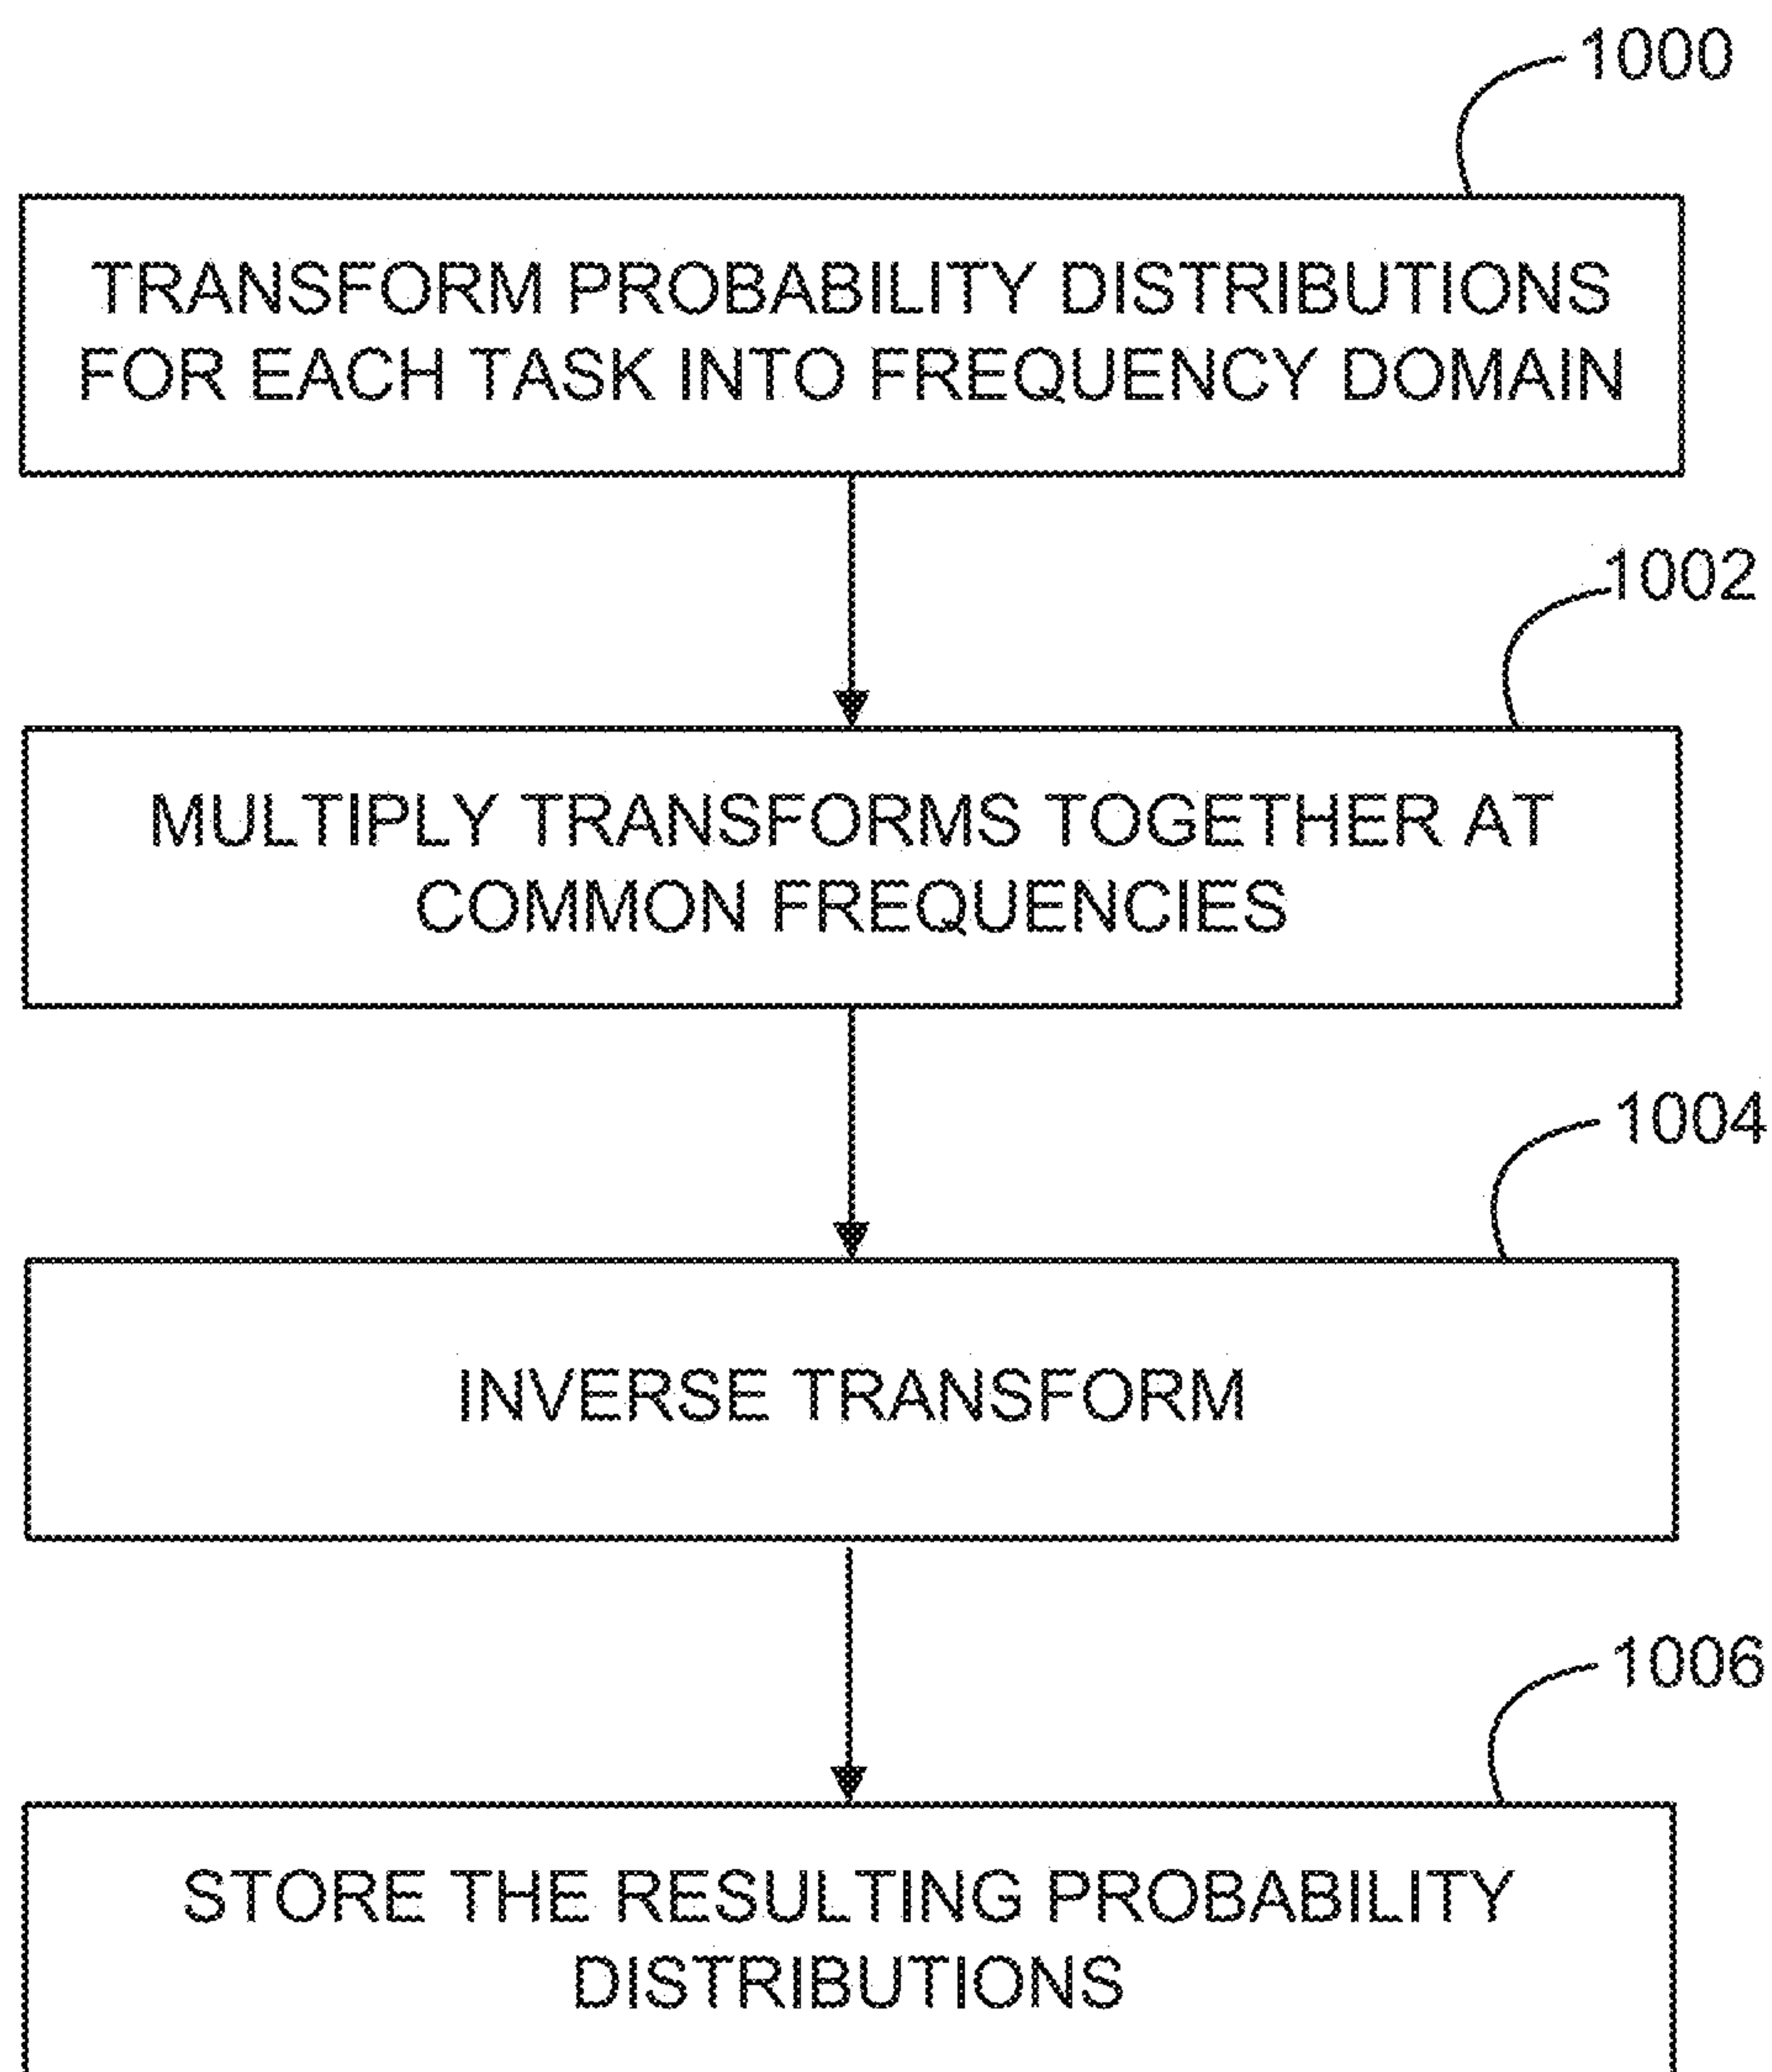 1000
TRANSFORM PROBABILITY DISTRIBUTIONS
FOR EACH TASK INTO FREQUENCY DOMAIN
1002
MULTIPLY TRANSFORMS TOGETHER AT
COMMON FREQUENCIES
1004
INVERSE TRANSFORM
1006
STORE THE RESULTING PROBABILITY
DISTRIBUTIONS